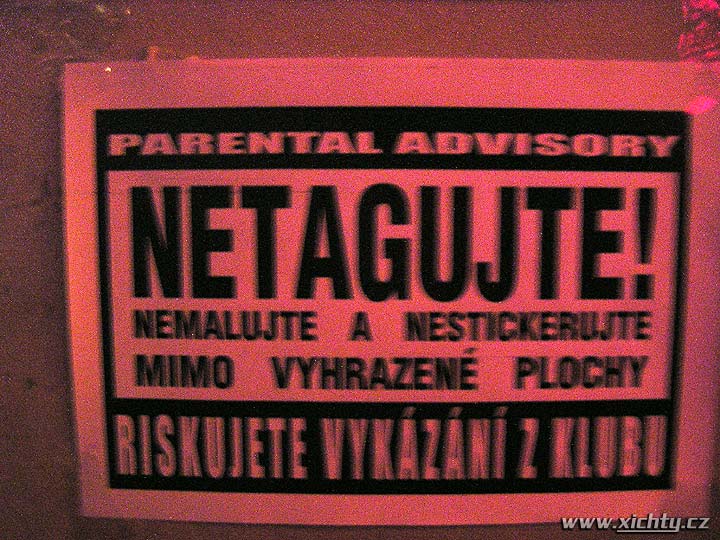 PARENTAL ADVISORY
NETAGUJTE!
NEMALUJTE A NESTICKERUJTE
MIMO VYHRAZENÉ PLOCHY
RISKUJETE VYKÁZÁNÍ Z KLUBU
www.xichty.cz